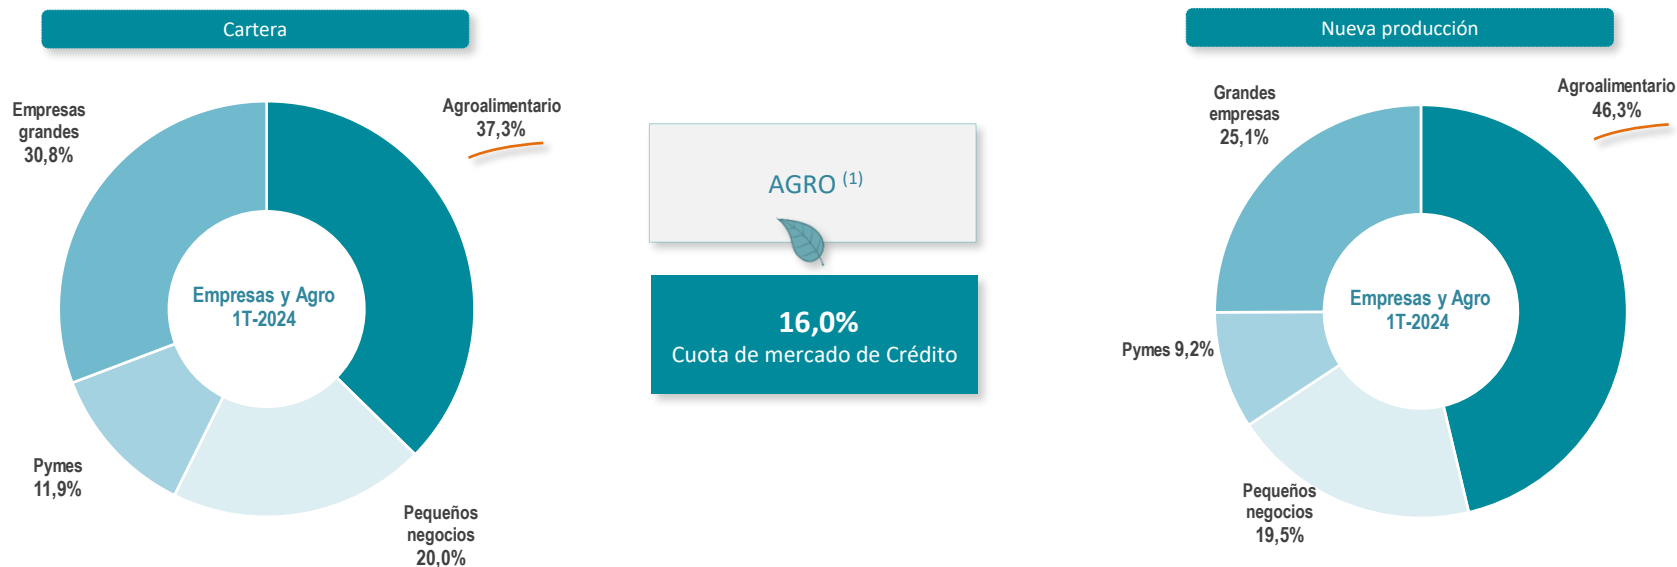 Cartera
Empresas
grandes
30,8%
Agroalimentario
37,3%
Empresas y Agro
1T-2024
Pymes
11,9%
Pequeños
negocios
20,0%
AGRO (1)
16,0%
Cuota de mercado de Crédito
Nueva producción
Grandes
empresas
25,1%
Agroalimentario
46,3%
Empresas y Agro
1T-2024
Pymes 9,2%
Pequeños
negocios
19,5%